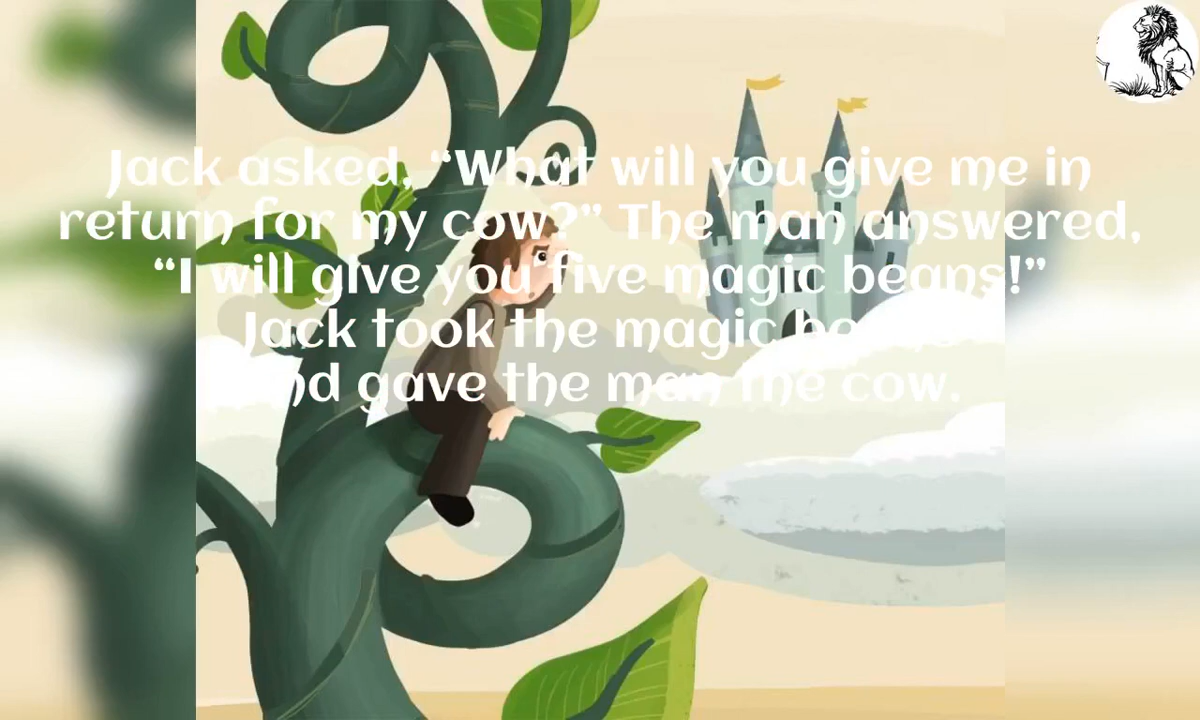 Jack asked, “What will you give me in
return for my cow?” The man answered,
“I will give you five magic beans!”
Jack took the magic
and gave the man the cow.